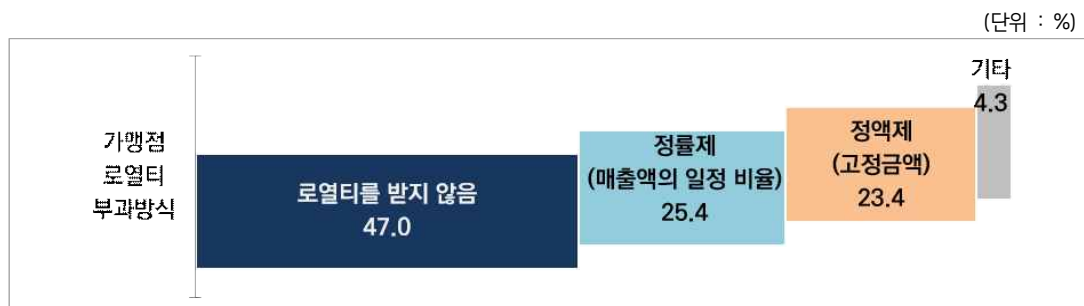 (단위 : %)
기타
4.3
가맹점
로열티
부과방식
로열티를 받지 않음
47.0
정률제
(매출액의 일정 비율)
25.4
정액제
(고정금액)
23.4